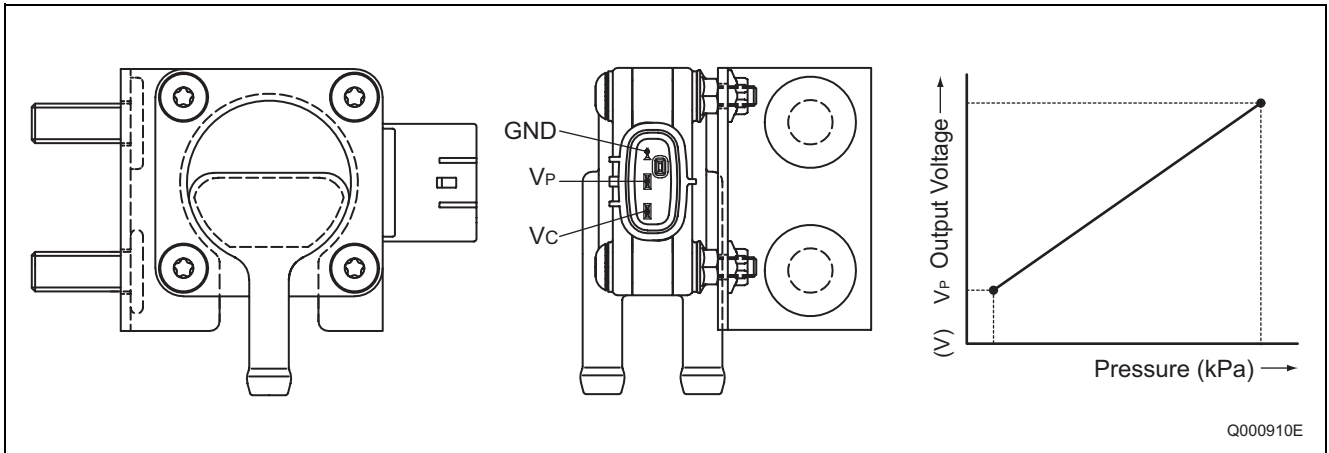 GND
VP
VC
(V) VP Output Voltage
Pressure (kPa)
Q000910E